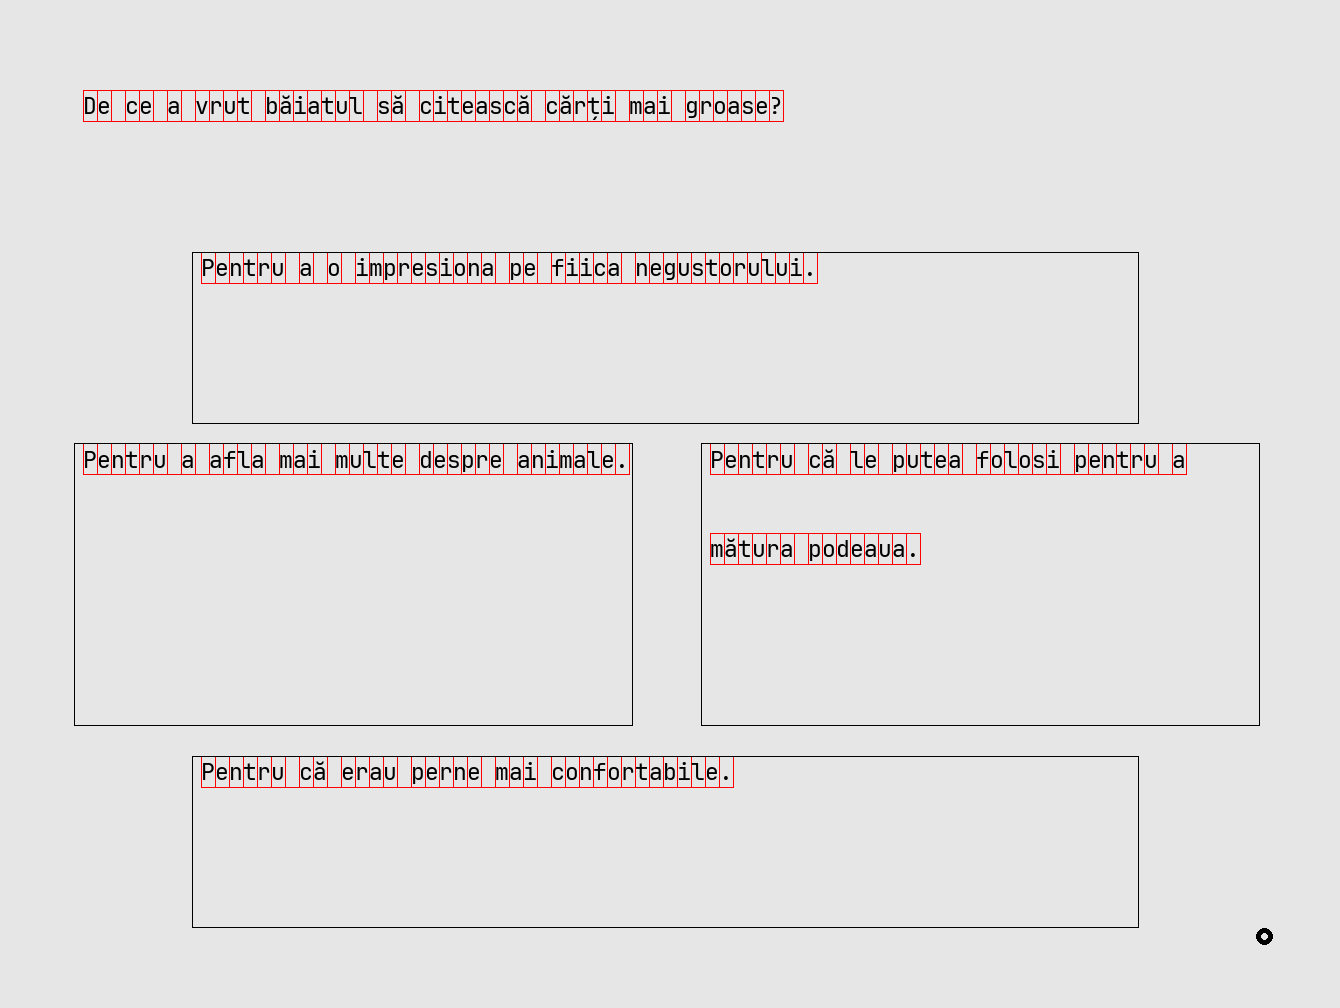 De ce a vrut băiatul să citească cărți mai groase?
Pentru a o impresiona pe fiica negustorului.
Pentru a afla mai multe despre animale.
Pentru că le putea folosi pentru a
mătura podeaua.
Pentru că erau perne mai confortabile.